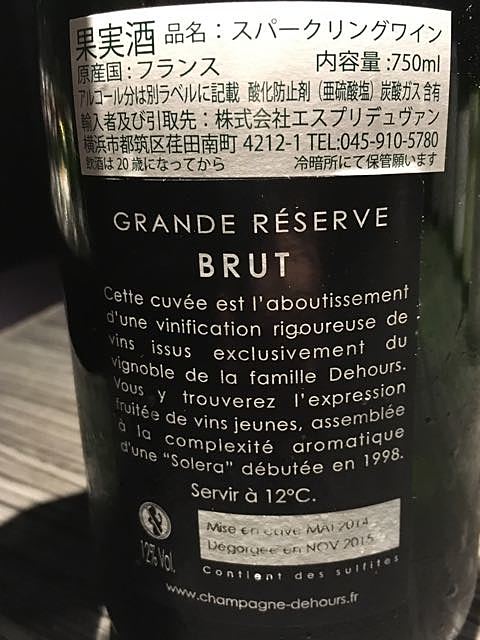 果実酒 品名：スパークリングワイン
原産国：フランス 内容量：750ml
アルコール分は別ラベルに記載 酸化防止剤（亜硫酸塩）炭酸ガス含有
輸入者及び引取先：株式会社エスプリデュヴァン
横浜市都筑区荏田南町 4212-1 TEL:045-910-5780
飲酒は20歳になってから 冷暗所にて保管願います
GRANDE RÉSERVE
BRUT
Cette cuvée est l'aboutissement
d'une vinification rigoureuse de
vins issus exclusivement du
vignoble de la famille Dehours.
Vous y trouverez l'expression
fruitée de vins jeunes, assemblée
à la complexité aromatique
d'une "Solera" débutée en 1998.
Servir à 12°C.
Mise en cuve MAI 2014
Dégorgée en NOV 2015
12% Vol.
Contient des sulfites
www.champagne-dehours.fr